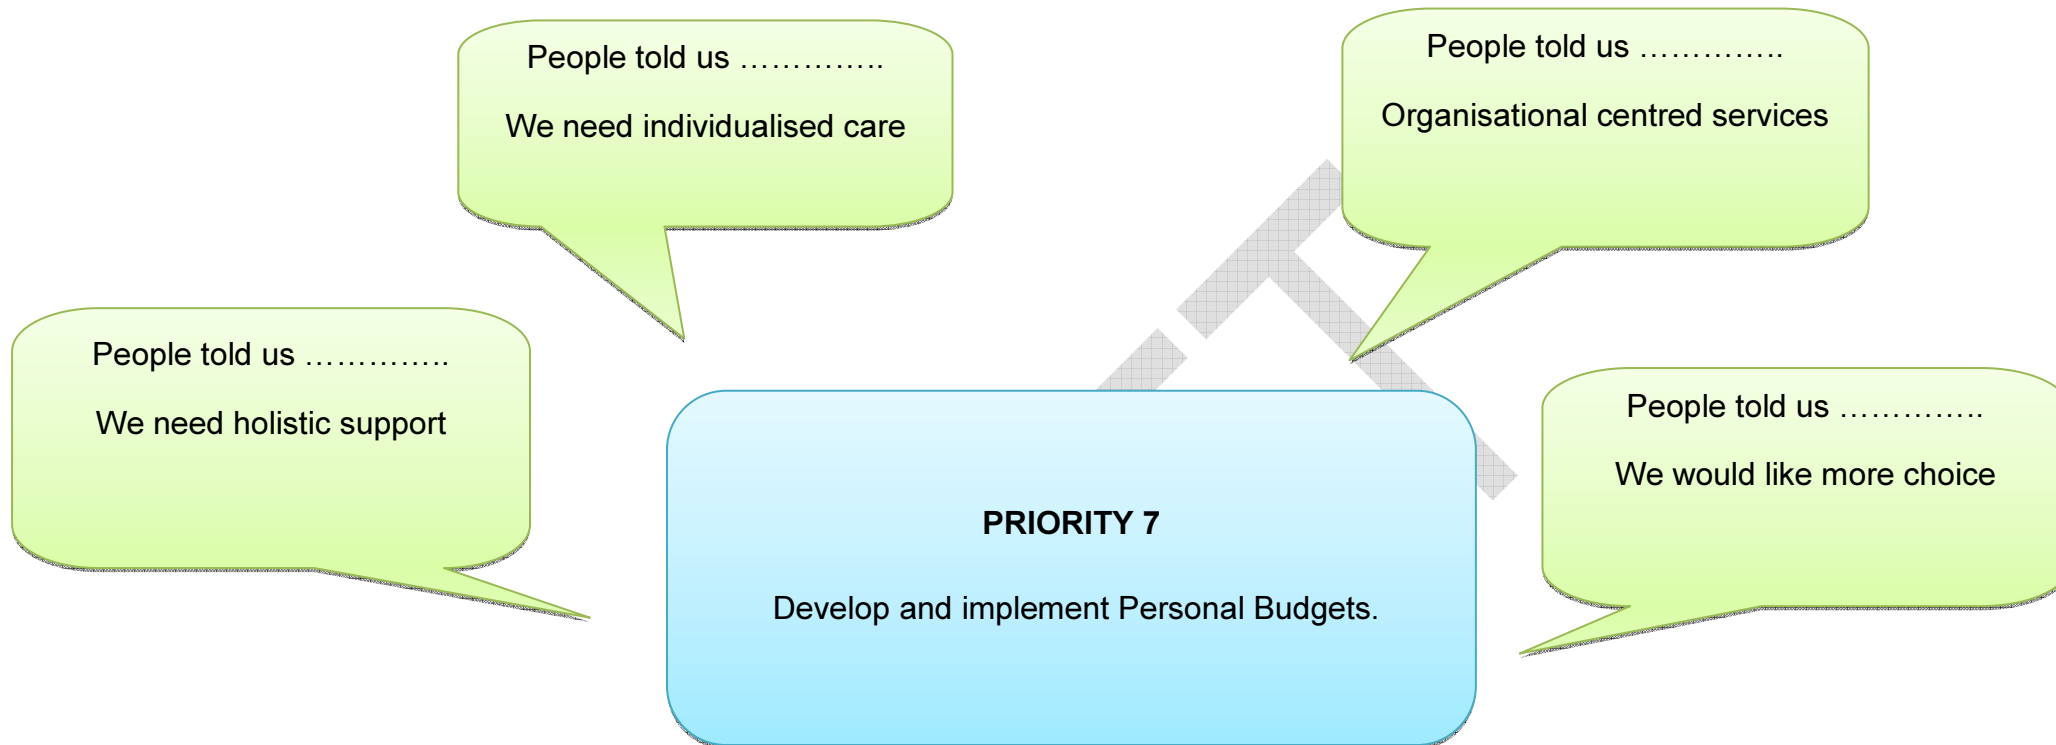 People told us …………..
We need individualised care
People told us …………..
Organisational centred services
People told us …………..
We need holistic support
People told us …………..
We would like more choice
PRIORITY 7
Develop and implement Personal Budgets.